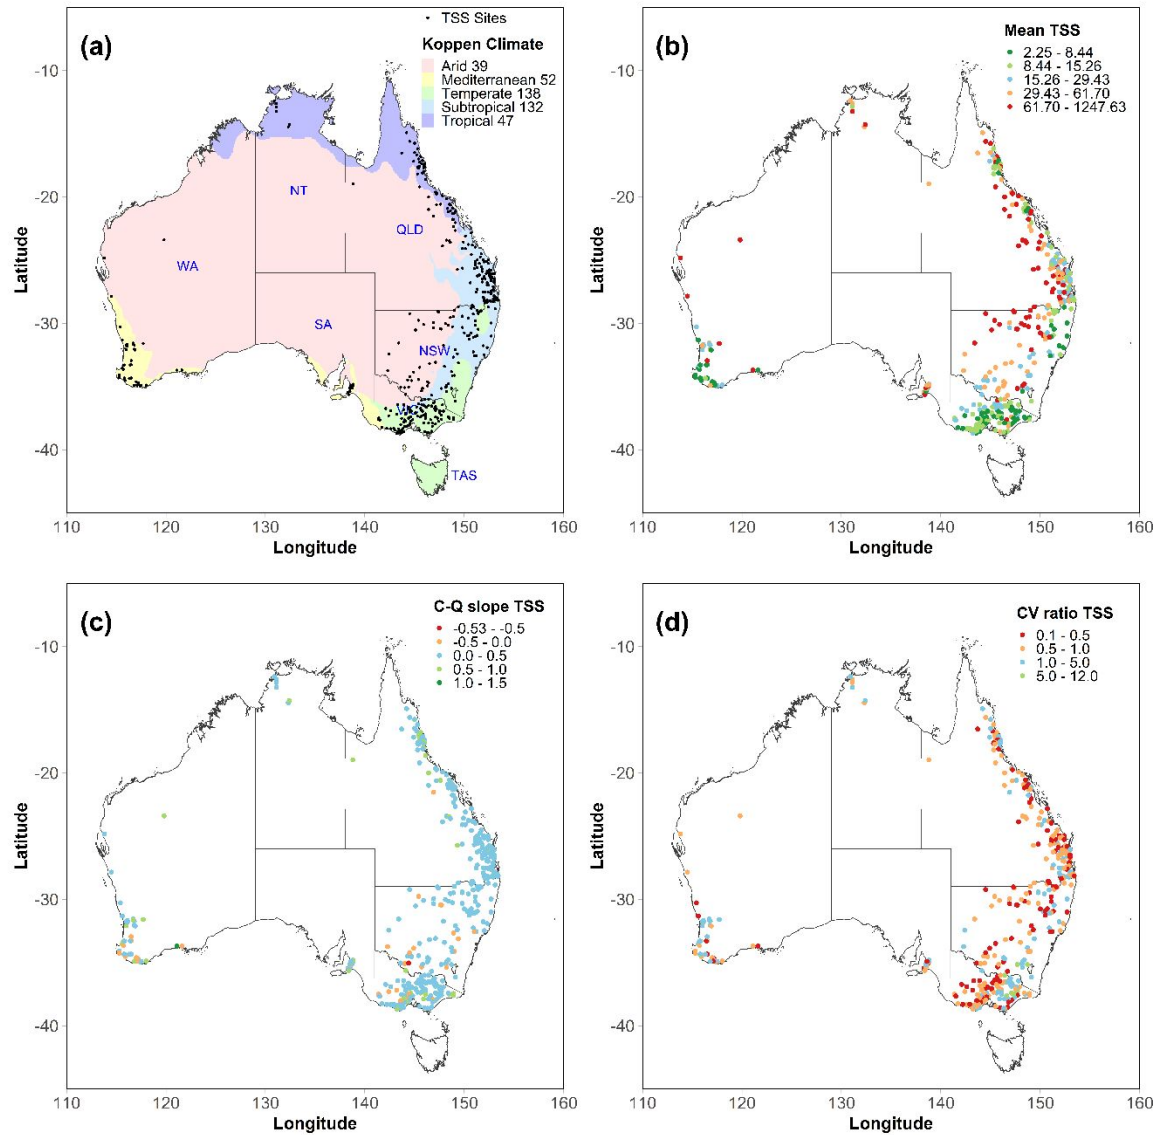 (a)
TSS Sites
Koppen Climate
Arid 39
Mediterranean 52
Temperate 138
Subtropical 132
Tropical 47
NT
QLD
WA
SA
NSW
VIC
TAS
-10
-20
-30
-40
Latitude
110 120 130 140 150 160
Longitude
(b)
Mean TSS
2.25 - 8.44
8.44 - 15.26
15.26 - 29.43
29.43 - 61.70
61.70 - 1247.63
-10
-20
-30
-40
Latitude
110 120 130 140 150 160
Longitude
(c)
C-Q slope TSS
-0.53 - -0.5
-0.5 - 0.0
0.0 - 0.5
0.5 - 1.0
1.0 - 1.5
-10
-20
-30
-40
Latitude
110 120 130 140 150 160
Longitude
(d)
CV ratio TSS
0.1 - 0.5
0.5 - 1.0
1.0 - 5.0
5.0 - 12.0
-10
-20
-30
-40
Latitude
110 120 130 140 150 160
Longitude